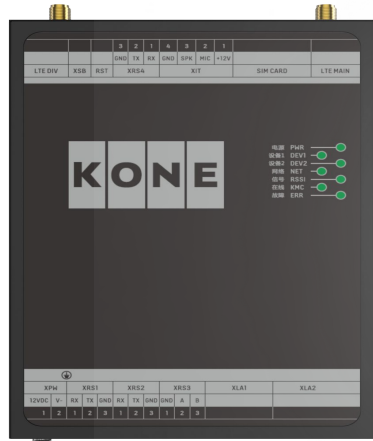 3 2 1 4 3 2 1
GND TX RX GND SPK MIC +12V
LTE DIV XSB RST XRS4 XIT SIM CARD LTE MAIN
电源 PWR
设备1 DEV1
设备2 DEV2
网络 NET
信号 RSSI
在线 KMC
故障 ERR
KONE
XPW XRS1 XRS2 XRS3 XLA1 XLA2
12VDC V- RX TX GND RX TX GND GND A B
1 2 1 2 3 1 2 3 1 2 3